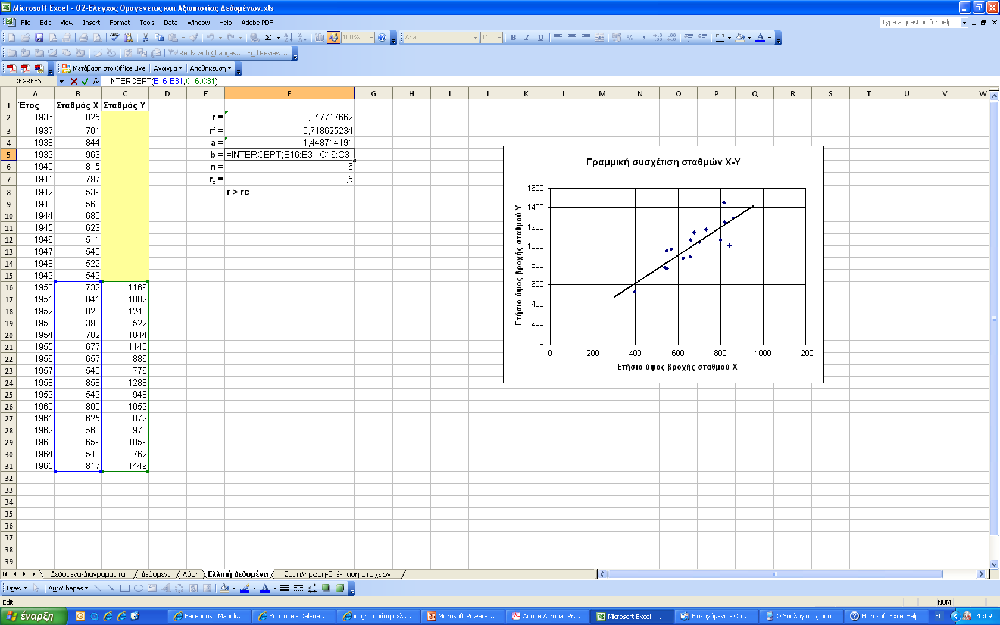 Microsoft Excel - 02-Ελεγχος Ομογενειας και Αξιοπιστίας Δεδομένων.xls
File Edit View Insert Format Tools Data Window Help Adobe PDF Type a question for help
100% Arial 11 B I U
Reply with Changes... End Review...
Μετάβαση στο Office Live Άνοιγμα Αποθήκευση
DEGREES fx =INTERCEPT(B16:B31;C16:C31)
A B C D E F G H I J K L M N O P Q R S T U V W
1 Έτος Σταθμός Χ Σταθμός Υ
2 1936 825 r = 0,847717662
3 1937 701 r2 = 0,718625234
4 1938 844 a = 1,448714191
5 1939 963 b = =INTERCEPT(B16:B31;C16:C31
6 1940 815 n = 16
7 1941 797 rc = 0,5
8 1942 539 r > rc
9 1943 563
10 1944 680
11 1945 623
12 1946 511
13 1947 540
14 1948 522
15 1949 549
16 1950 732 1169
17 1951 841 1002
18 1952 820 1248
19 1953 398 522
20 1954 702 1044
21 1955 677 1140
22 1956 657 886
23 1957 540 776
24 1958 858 1288
25 1959 549 948
26 1960 800 1059
27 1961 625 872
28 1962 568 970
29 1963 659 1059
30 1964 548 762
31 1965 817 1449
32
33
34
35
36
37
38
39
Γραμμική συσχέτιση σταθμών Χ-Υ
Ετήσιο ύψος βροχής σταθμού Υ
1600
1400
1200
1000
800
600
400
200
0
0 200 400 600 800 1000 1200
Ετήσιο ύψος βροχής σταθμού Χ
Δεδομενα-Διαγραμματα Δεδομενα Λύση Ελλιπή δεδομένα Συμπλήρωση-Επέκταση στοιχείων
Draw AutoShapes
Edit NUM
έναρξη Facebook | Manoli... YouTube - Delane... in.gr | πρώτη σελί... Microsoft PowerP... Adobe Acrobat Pr... Microsoft Excel - ... Εισερχόμενα - Ou... Ο Υπολογιστής μου Microsoft Excel Help EL 20:09